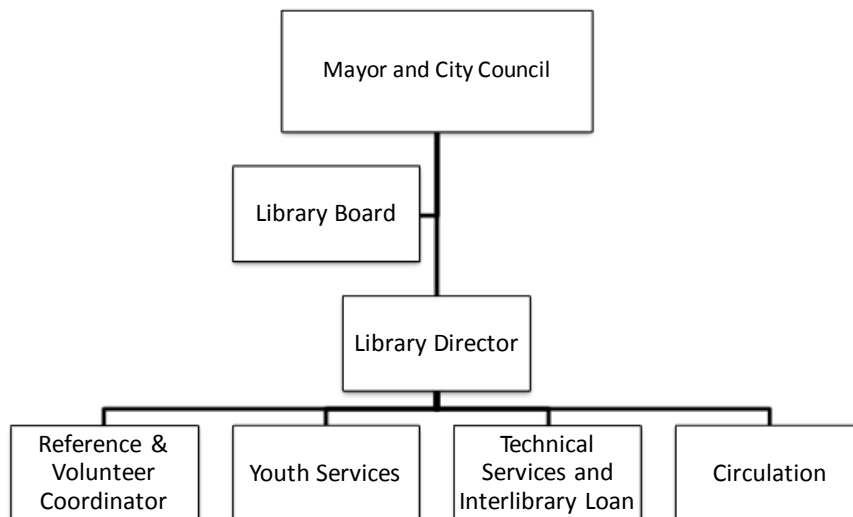 Mayor and City Council
Library Board
Library Director
Reference &
Volunteer
Coordinator
Youth Services
Technical
Services and
Interlibrary Loan
Circulation